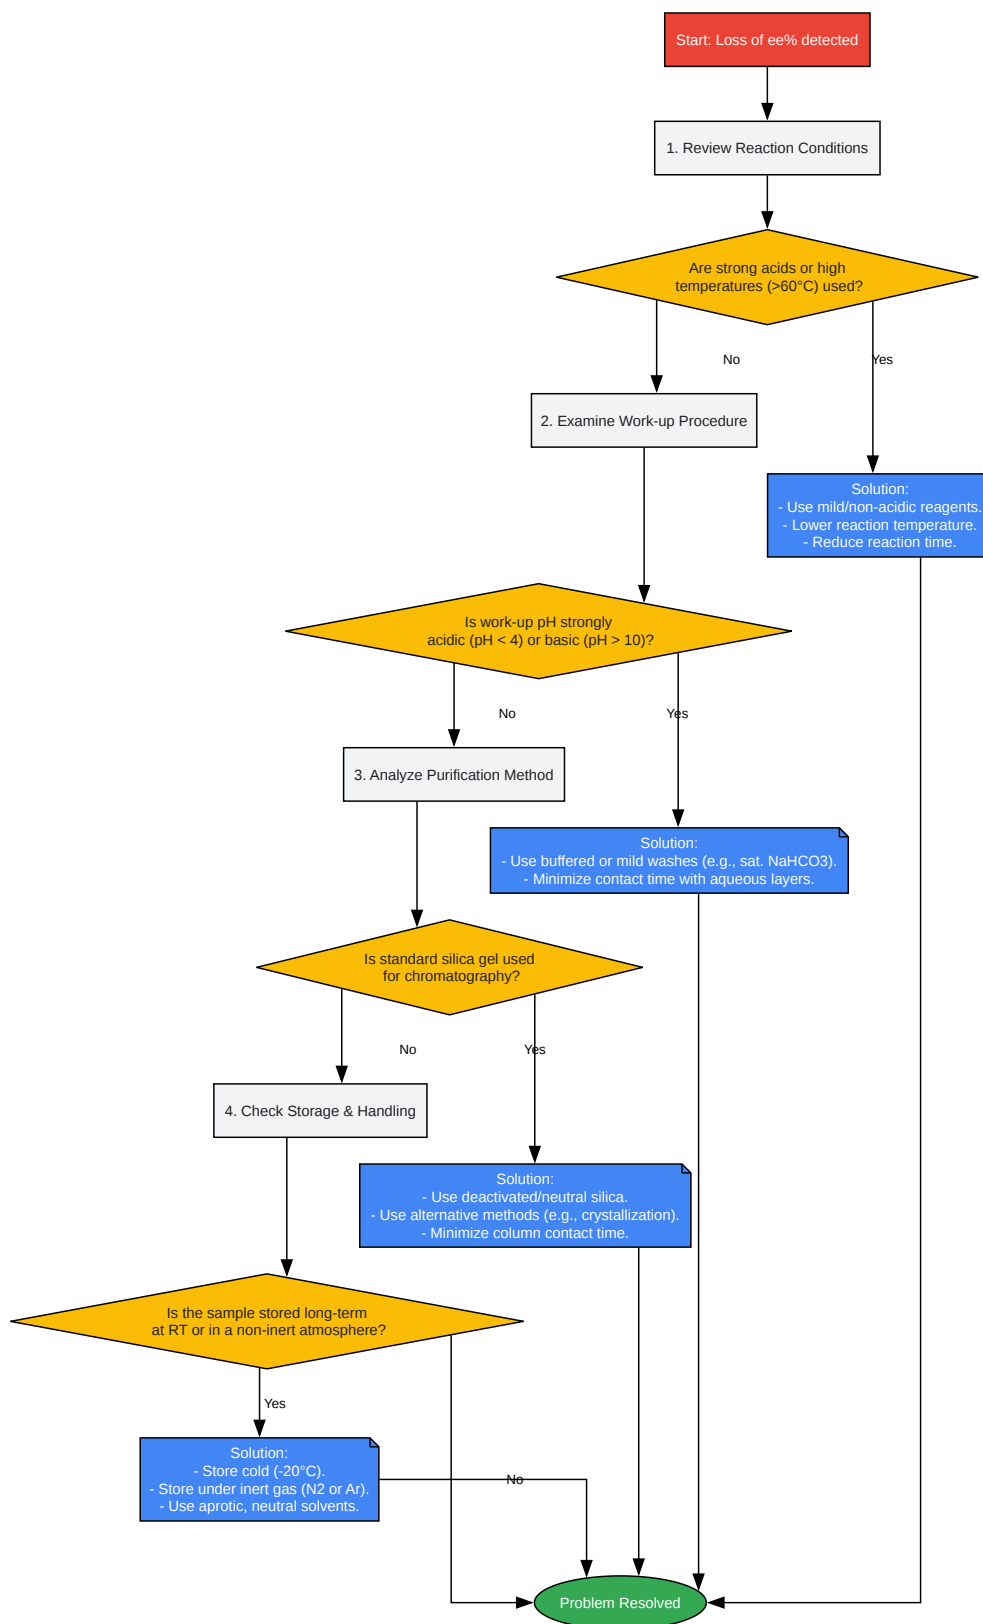 Start: Loss of ee% detected
1. Review Reaction Conditions
Are strong acids or high
temperatures (>60°C) used?
No
Yes
2. Examine Work-up Procedure
Solution:
- Use mild/non-acidic reagents.
- Lower reaction temperature.
- Reduce reaction time.
Is work-up pH strongly
acidic (pH < 4) or basic (pH > 10)?
No
Yes
3. Analyze Purification Method
Solution:
- Use buffered or mild washes (e.g., sat. NaHCO3).
- Minimize contact time with aqueous layers.
Is standard silica gel used
for chromatography?
No
Yes
4. Check Storage & Handling
Solution:
- Use deactivated/neutral silica.
- Use alternative methods (e.g., crystallization).
- Minimize column contact time.
Is the sample stored long-term
at RT or in a non-inert atmosphere?
Yes
Solution:
- Store cold (-20°C).
- Store under inert gas (N2 or Ar).
- Use aprotic, neutral solvents.
No
Problem Resolved